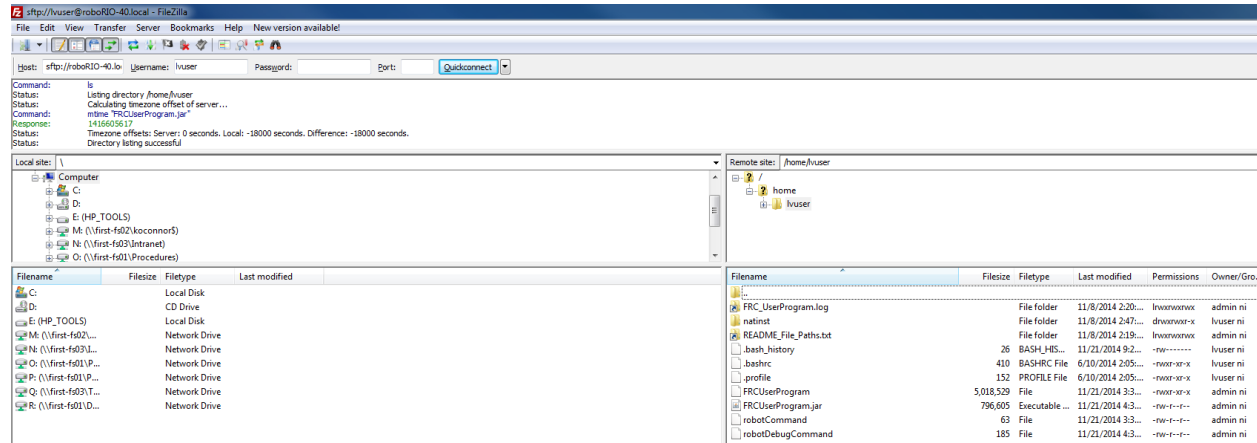 sftp://lvuser@roboRIO-40.local - FileZilla
File Edit View Transfer Server Bookmarks Help New version available!
Host: sftp://roboRIO-40.lo Username: lvuser Password: Port: Quickconnect
Command: ls
Status: Listing directory /home/lvuser
Status: Calculating timezone offset of server...
Command: mtime "FRCUserProgram.jar"
Response: 1416605617
Status: Timezone offsets: Server: 0 seconds. Local: -18000 seconds. Difference: -18000 seconds.
Status: Directory listing successful
Local site: \
Computer
C:
D:
E: (HP_TOOLS)
M: (\\first-fs02\koconnor$)
N: (\\first-fs03\Intranet)
O: (\\first-fs01\Procedures)
Remote site: /home/lvuser
/
home
lvuser
Filename Filesize Filetype Last modified
C: Local Disk
D: CD Drive
E: (HP_TOOLS) Local Disk
M: (\\first-fs02\... Network Drive
N: (\\first-fs03\I... Network Drive
O: (\\first-fs01\P... Network Drive
P: (\\first-fs01\P... Network Drive
Q: (\\first-fs03\T... Network Drive
R: (\\first-fs01\D... Network Drive
Filename Filesize Filetype Last modified Permissions Owner/Gro...
..
FRC_UserProgram.log File folder 11/8/2014 2:20:... lrwxrwxrwx admin ni
natinst File folder 11/8/2014 2:47:... drwxrwxr-x lvuser ni
README_File_Paths.txt File folder 11/8/2014 2:19:... lrwxrwxrwx admin ni
.bash_history 26 BASH_HIS... 11/21/2014 9:2... -rw------- lvuser ni
.bashrc 410 BASHRC File 6/10/2014 2:05:... -rwxr-xr-x lvuser ni
.profile 152 PROFILE File 6/10/2014 2:05:... -rwxr-xr-x lvuser ni
FRCUserProgram 5,018,529 File 11/21/2014 3:3... -rwxr-xr-x admin ni
FRCUserProgram.jar 796,605 Executable ... 11/21/2014 4:3... -rw-r--r-- admin ni
robotCommand 63 File 11/21/2014 3:3... -rw-r--r-- admin ni
robotDebugCommand 185 File 11/21/2014 4:3... -rw-r--r-- admin ni